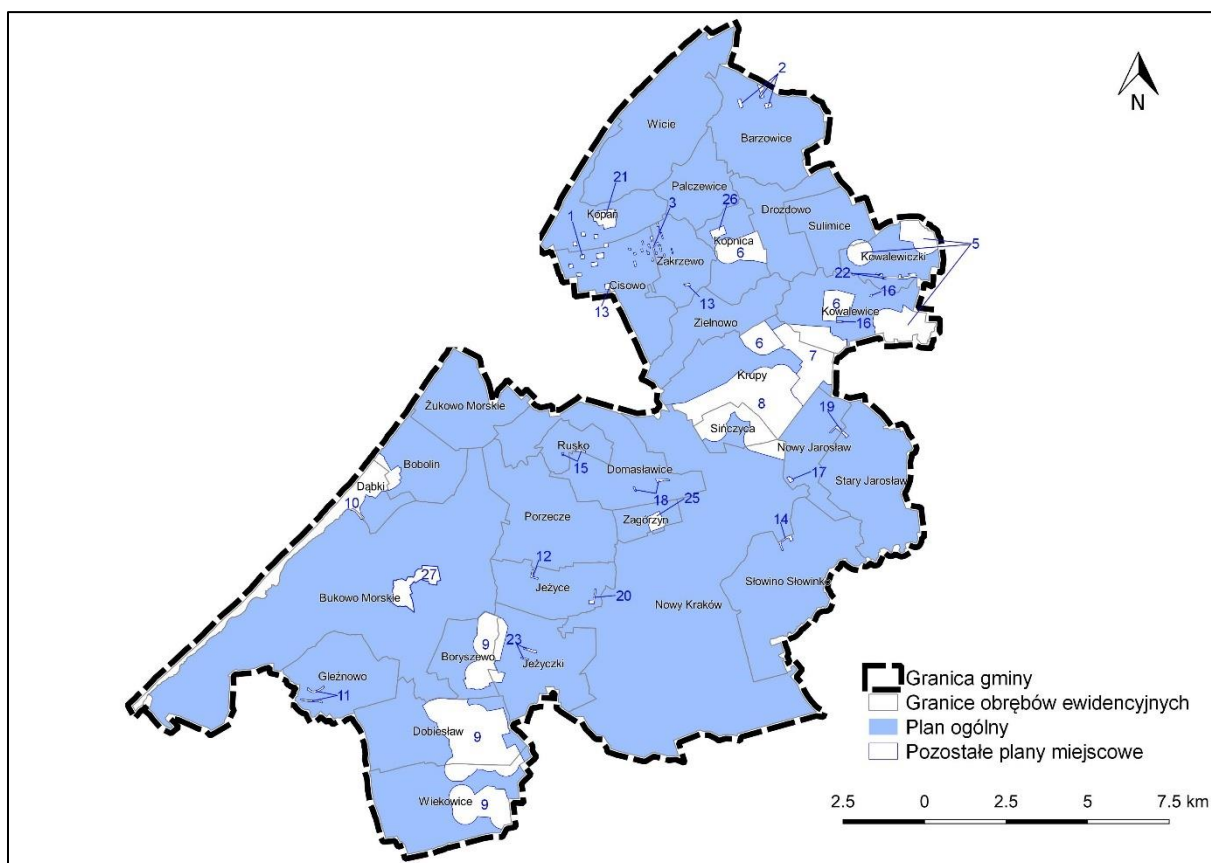 2
N
Wicie
Barzowice
21
Palczewice
26
3
Drozdowo
1
Kopań
Sulimice
Kopnica
6
5
Zakrzewo
Kowalewiczki
22
Cisowo
16
13
13
6
Kowalewice
16
Zielnowo
6
7
Krupy
8
19
Żukowo Morskie
Sińczyca
Nowy Jarosław
Rusko
Bobolin
15
Domasławice
17
Stary Jarosław
Dąbki
18
25
10
Porzecze
Zagórzyn
14
12
27
Jeżyce
Słowino Słowinko
Bukowo Morskie
20
Nowy Kraków
9
23
Boryszewo
Jeżyczki
Gleźnowo
11
Dobiesław
9
Wiekowice
9
Granica gminy
Granice obrębów ewidencyjnych
Plan ogólny
Pozostałe plany miejscowe
2.5 0 2.5 5 7.5 km